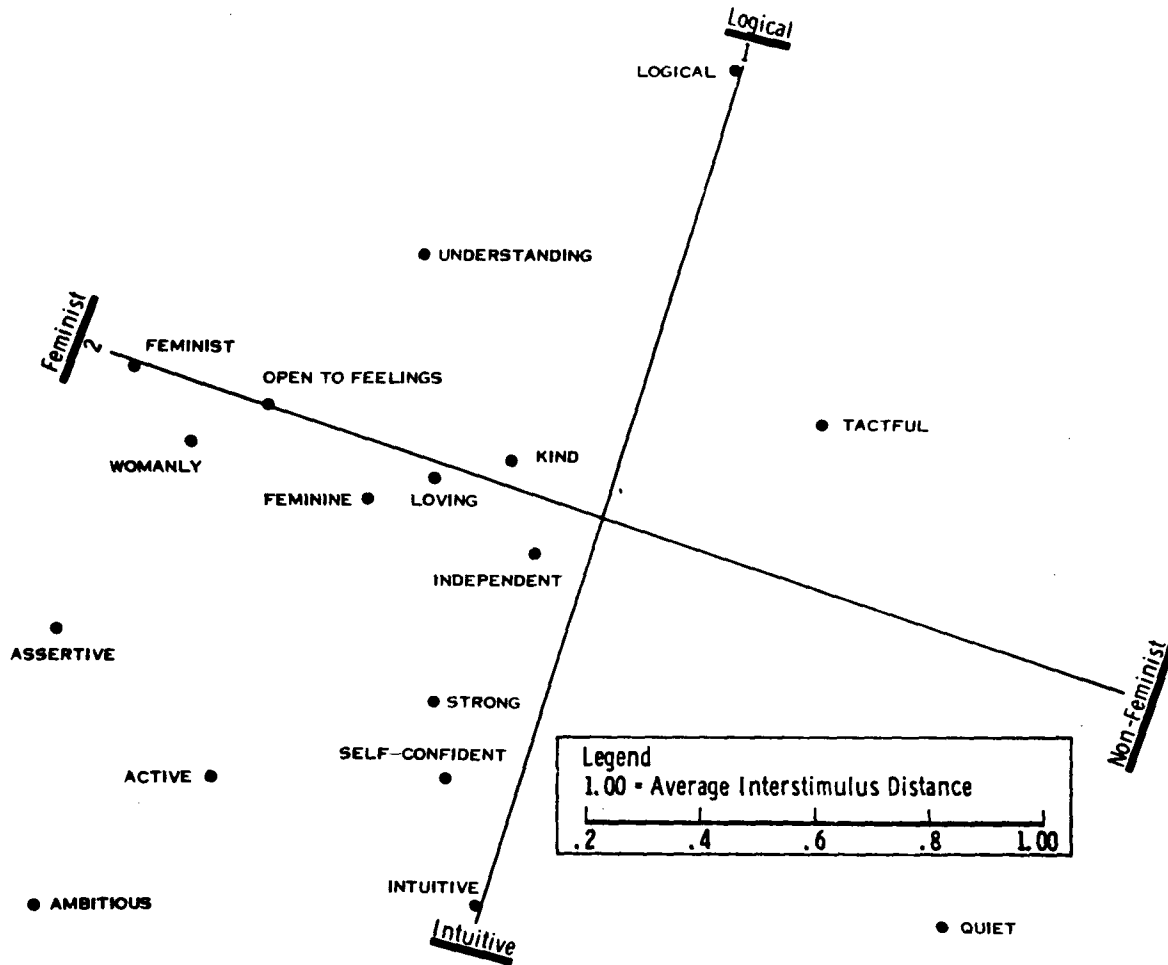 Logical
1
LOGICAL
UNDERSTANDING
Feminist
2
FEMINIST
OPEN TO FEELINGS
TACTFUL
WOMANLY
KIND
FEMININE
LOVING
INDEPENDENT
ASSERTIVE
Non-Feminist
STRONG
SELF-CONFIDENT
ACTIVE
Legend
1.00 = Average Interstimulus Distance
.2 .4 .6 .8 1.00
INTUITIVE
AMBITIOUS
Intuitive
QUIET